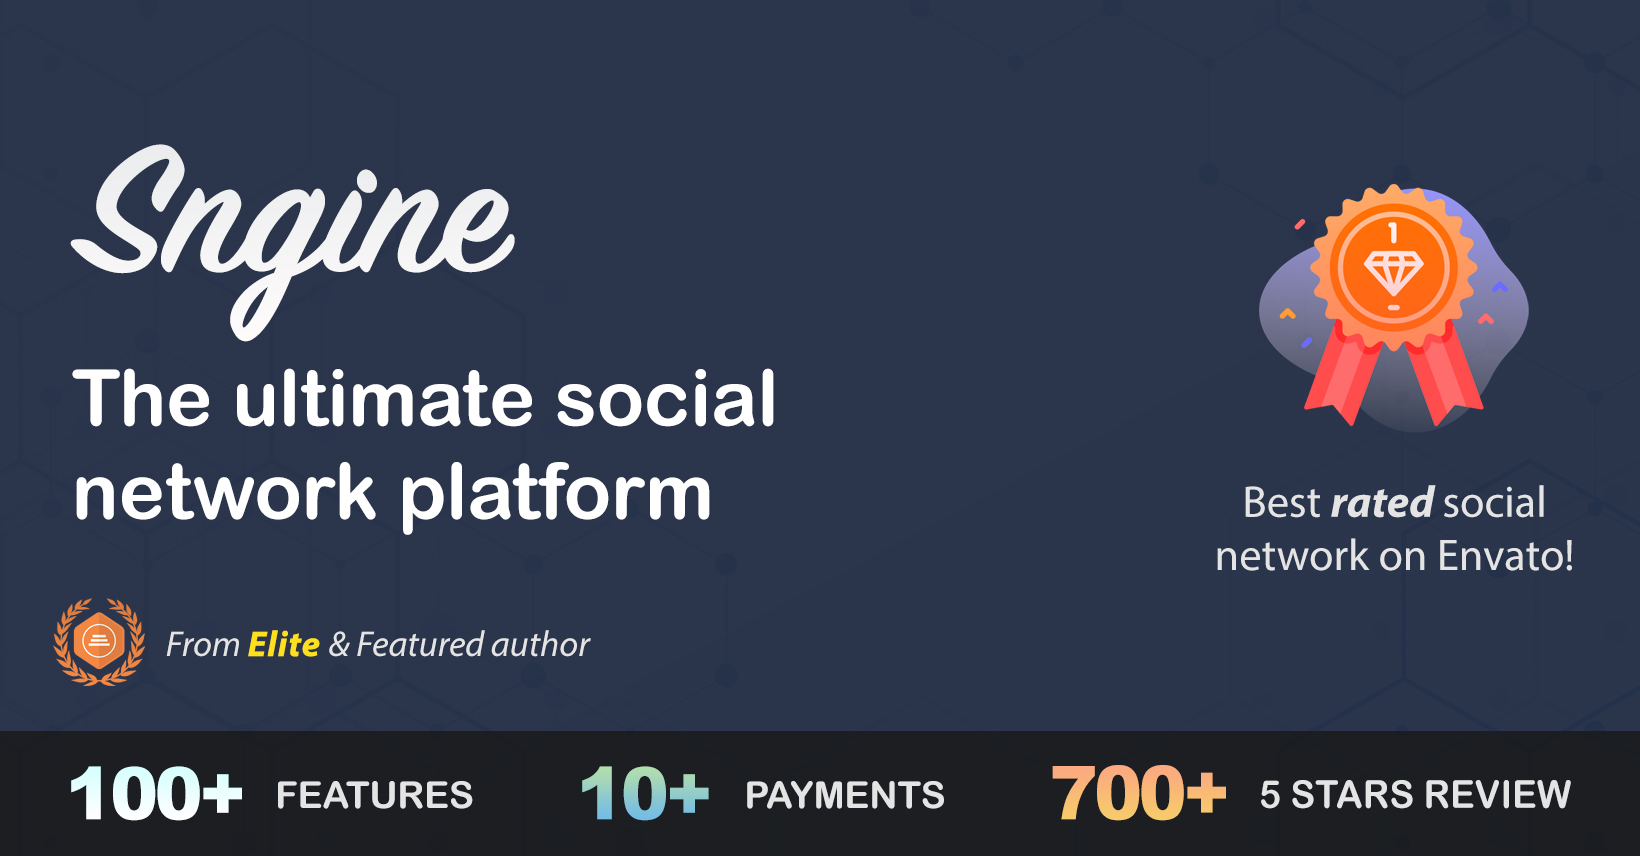 Sngine
The ultimate social
network platform
From Elite & Featured author
1
Best rated social
network on Envato!
100+ FEATURES
10+ PAYMENTS
700+ 5 STARS REVIEW